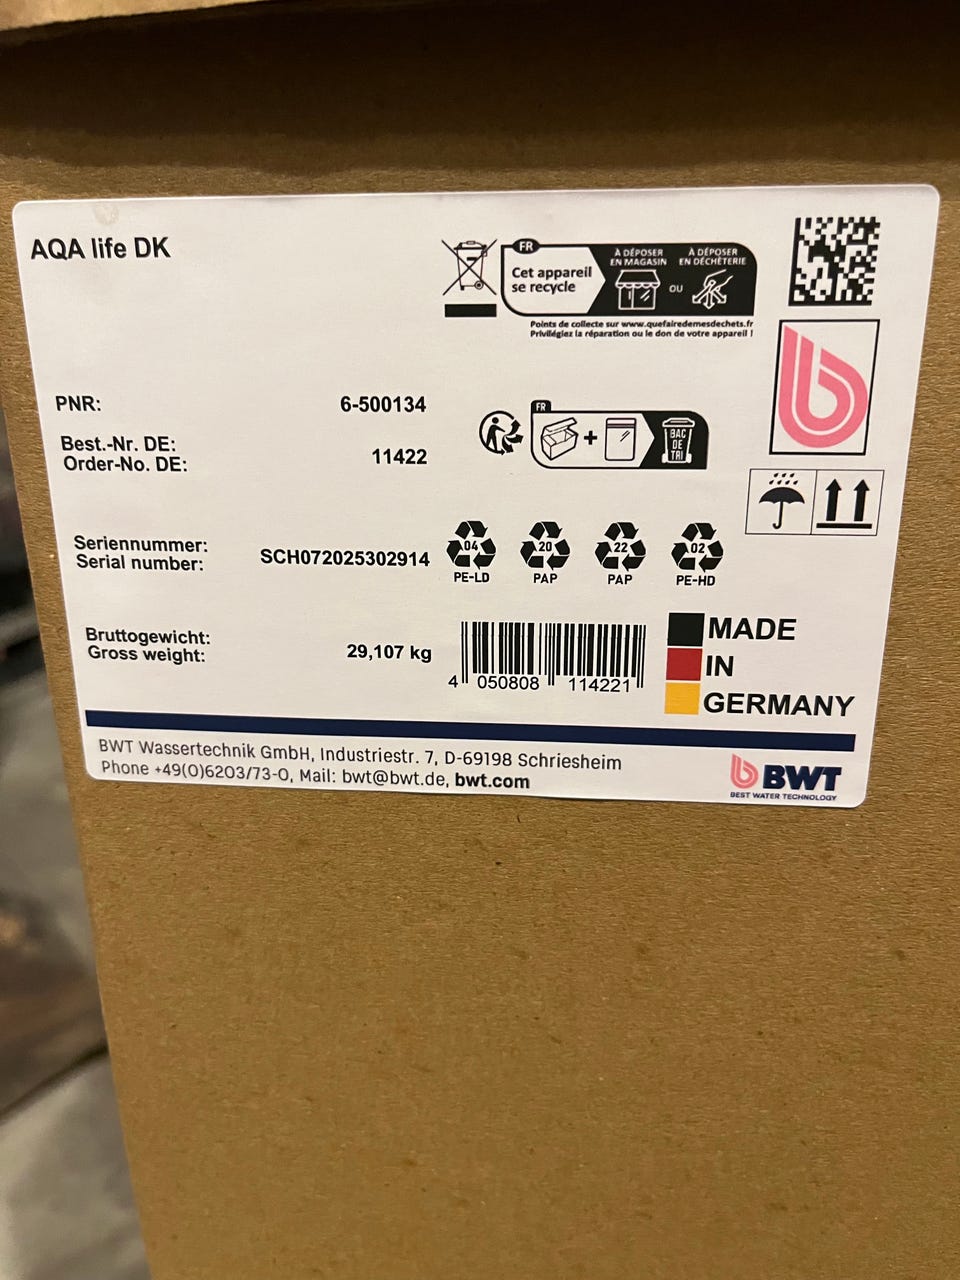 AQA life DK
FR
Cet appareil
se recycle
À DÉPOSER
EN MAGASIN
OU
À DÉPOSER
EN DÉCHÈTERIE
Points de collecte sur www.quefairedemesdechets.fr
Privilégiez la réparation ou le don de votre appareil !
PNR: 6-500134
Best.-Nr. DE:
Order-No. DE: 11422
FR
BAC
DE
TRI
Seriennummer:
Serial number: SCH072025302914
04
PE-LD
20
PAP
22
PAP
02
PE-HD
Bruttogewicht:
Gross weight: 29,107 kg
4 050808 114221
MADE
IN
GERMANY
BWT Wassertechnik GmbH, Industriestr. 7, D-69198 Schriesheim
Phone +49(0)6203/73-0, Mail: bwt@bwt.de, bwt.com
BWT
BEST WATER TECHNOLOGY